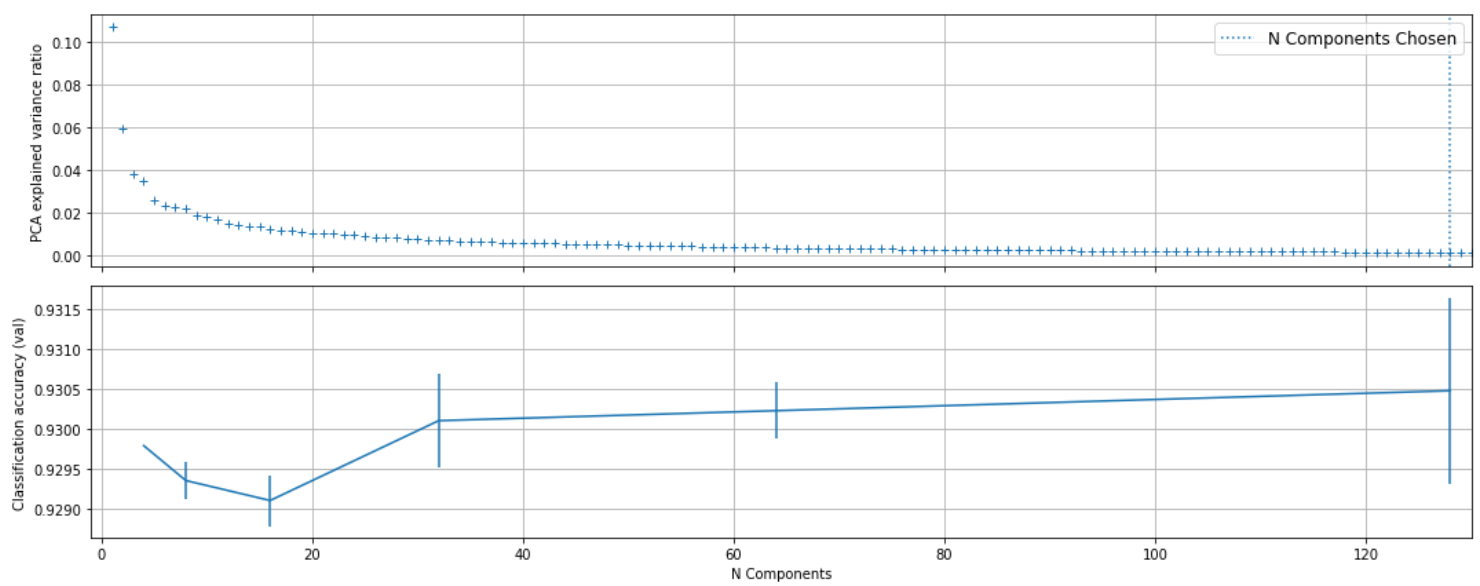 N Components Chosen
PCA explained variance ratio
0.10
0.08
0.06
0.04
0.02
0.00
Classification accuracy (val)
0.9315
0.9310
0.9305
0.9300
0.9295
0.9290
0 20 40 60 80 100 120
N Components